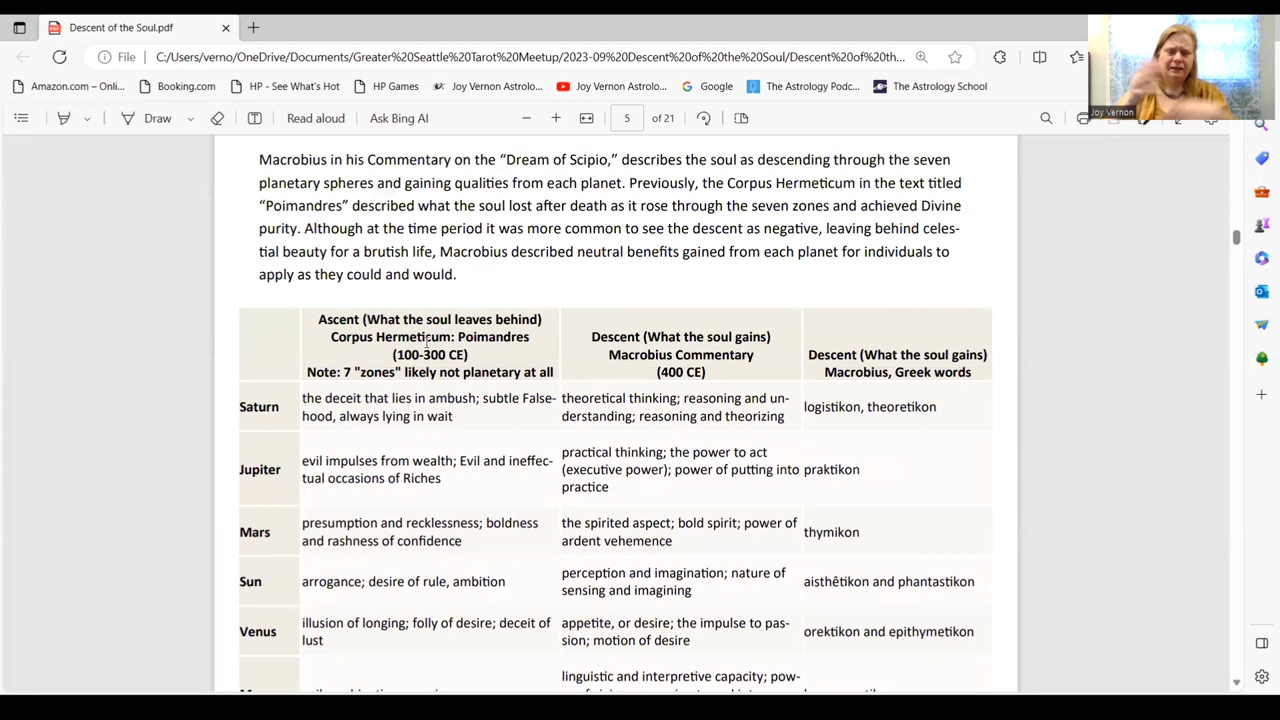 Descent of the Soul.pdf
File
C:/Users/verno/OneDrive/Documents/Greater%20Seattle%20Tarot%20Meetup/2023-09%20Descent%20of%20the%20Soul/Descent%20of%20th...
Amazon.com – Onli...
Booking.com
HP - See What's Hot
HP Games
Joy Vernon Astrolo...
Joy Vernon Astrolo...
Google
The Astrology Podc...
The Astrology School
Joy Vernon
Draw
Read aloud
Ask Bing AI
5
of 21
Macrobius in his Commentary on the “Dream of Scipio,” describes the soul as descending through the seven
planetary spheres and gaining qualities from each planet. Previously, the Corpus Hermeticum in the text titled
“Poimandres” described what the soul lost after death as it rose through the seven zones and achieved Divine
purity. Although at the time period it was more common to see the descent as negative, leaving behind celes-
tial beauty for a brutish life, Macrobius described neutral benefits gained from each planet for individuals to
apply as they could and would.
Ascent (What the soul leaves behind)
Corpus Hermeticum: Poimandres
(100-300 CE)
Note: 7 "zones" likely not planetary at all
Descent (What the soul gains)
Macrobius Commentary
(400 CE)
Descent (What the soul gains)
Macrobius, Greek words
Saturn
the deceit that lies in ambush; subtle False-
hood, always lying in wait
theoretical thinking; reasoning and un-
derstanding; reasoning and theorizing
logistikon, theoretikon
Jupiter
evil impulses from wealth; Evil and ineffec-
tual occasions of Riches
practical thinking; the power to act
(executive power); power of putting into
practice
praktikon
Mars
presumption and recklessness; boldness
and rashness of confidence
the spirited aspect; bold spirit; power of
ardent vehemence
thymikon
Sun
arrogance; desire of rule, ambition
perception and imagination; nature of
sensing and imagining
aisthêtikon and phantastikon
Venus
illusion of longing; folly of desire; deceit of
lust
appetite, or desire; the impulse to pas-
sion; motion of desire
orektikon and epithymetikon
linguistic and interpretive capacity; pow-